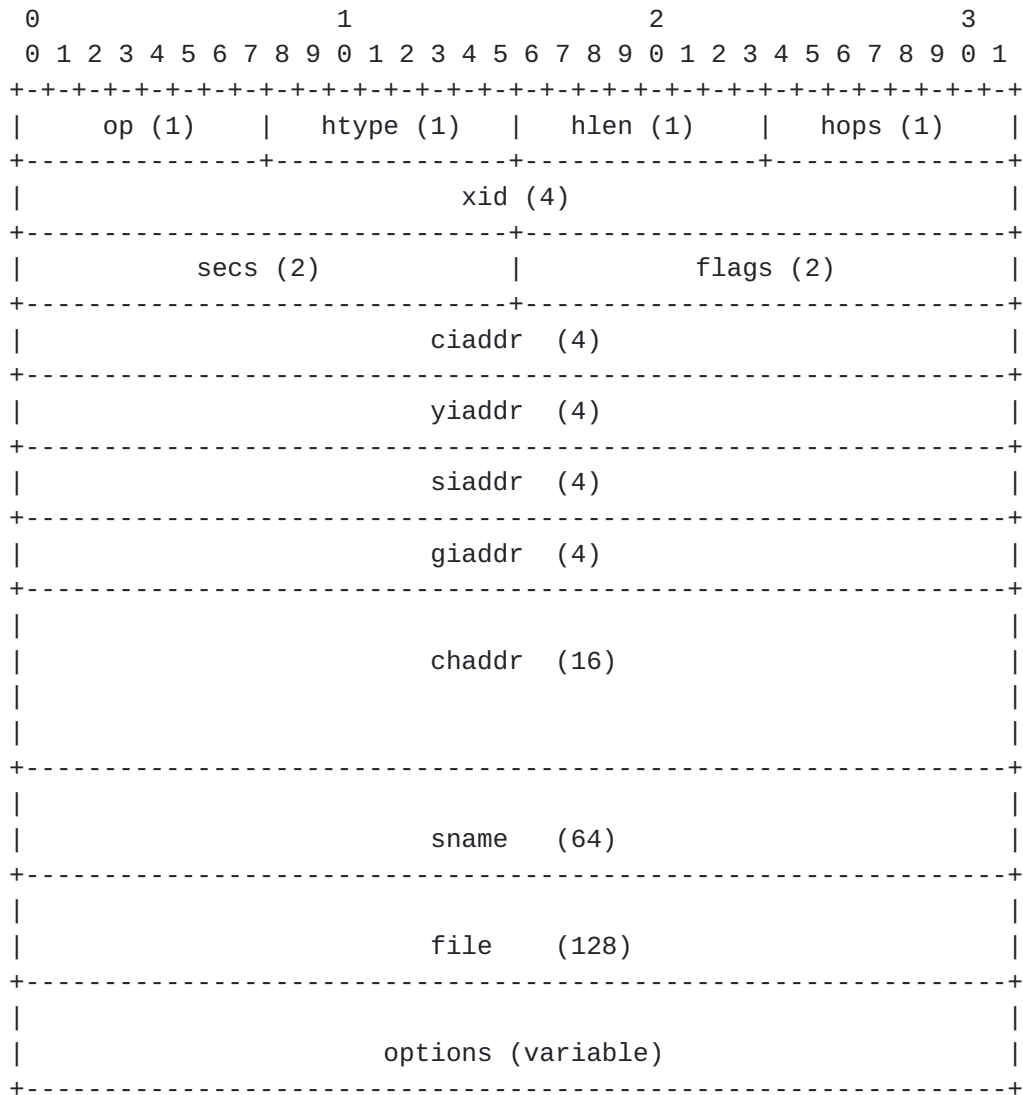 0                   1                   2                   3
 0 1 2 3 4 5 6 7 8 9 0 1 2 3 4 5 6 7 8 9 0 1 2 3 4 5 6 7 8 9 0 1
+-+-+-+-+-+-+-+-+-+-+-+-+-+-+-+-+-+-+-+-+-+-+-+-+-+-+-+-+-+-+-+-+
|     op (1)    |   htype (1)   |   hlen (1)    |   hops (1)    |
+---------------+---------------+---------------+---------------+
|                            xid (4)                            |
+-------------------------------+-------------------------------+
|           secs (2)            |           flags (2)           |
+-------------------------------+-------------------------------+
|                          ciaddr  (4)                          |
+---------------------------------------------------------------+
|                          yiaddr  (4)                          |
+---------------------------------------------------------------+
|                          siaddr  (4)                          |
+---------------------------------------------------------------+
|                          giaddr  (4)                          |
+---------------------------------------------------------------+
|                                                               |
|                          chaddr  (16)                         |
|                                                               |
|                                                               |
+---------------------------------------------------------------+
|                                                               |
|                          sname   (64)                         |
+---------------------------------------------------------------+
|                                                               |
|                          file    (128)                        |
+---------------------------------------------------------------+
|                                                               |
|                       options (variable)                      |
+---------------------------------------------------------------+